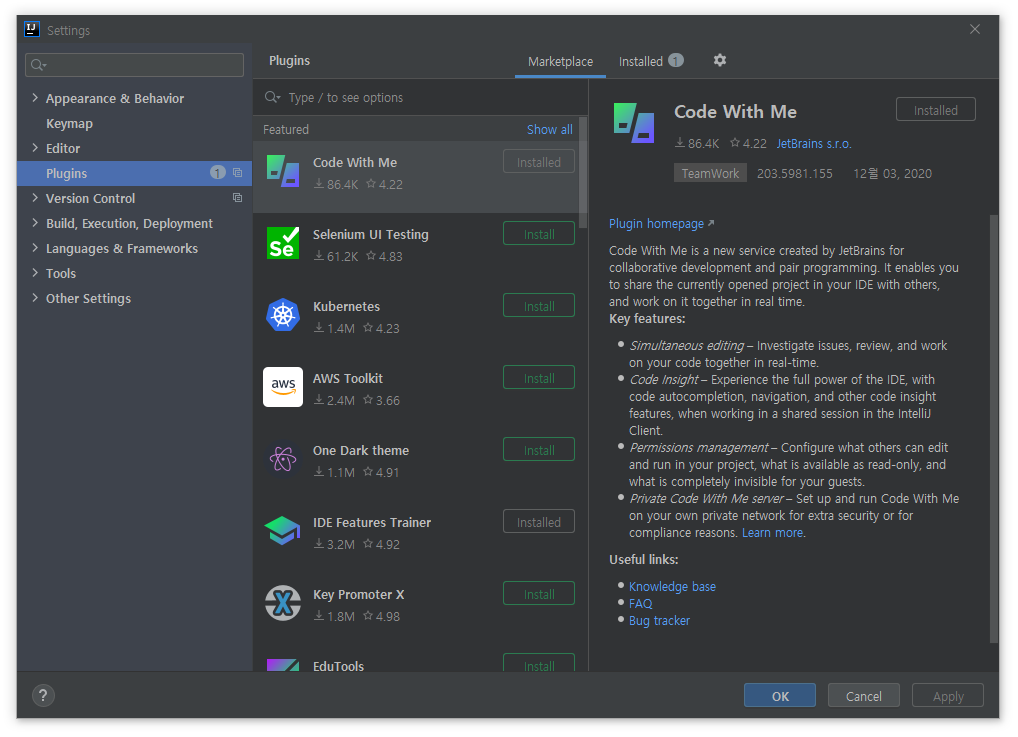 IJ
Settings
Appearance & Behavior
Keymap
Editor
Plugins 1
Version Control
Build, Execution, Deployment
Languages & Frameworks
Tools
Other Settings
Plugins
Marketplace
Installed 1
Type / to see options
Featured
Show all
Code With Me
86.4K 4.22
Installed
Selenium UI Testing
61.2K 4.83
Install
Se
Kubernetes
1.4M 4.23
Install
AWS Toolkit
2.4M 3.66
Install
aws
One Dark theme
1.1M 4.91
Install
IDE Features Trainer
3.2M 4.92
Installed
Key Promoter X
1.8M 4.98
Install
X
EduTools
Install
Code With Me
Installed
86.4K 4.22 JetBrains s.r.o.
TeamWork 203.5981.155 12월 03, 2020
Plugin homepage
Code With Me is a new service created by JetBrains for
collaborative development and pair programming. It enables you
to share the currently opened project in your IDE with others,
and work on it together in real time.
Key features:
Simultaneous editing – Investigate issues, review, and work
on your code together in real-time.
Code Insight – Experience the full power of the IDE, with
code autocompletion, navigation, and other code insight
features, when working in a shared session in the IntelliJ
Client.
Permissions management – Configure what others can edit
and run in your project, what is available as read-only, and
what is completely invisible for your guests.
Private Code With Me server – Set up and run Code With Me
on your own private network for extra security or for
compliance reasons. Learn more.
Useful links:
Knowledge base
FAQ
Bug tracker
?
OK
Cancel
Apply